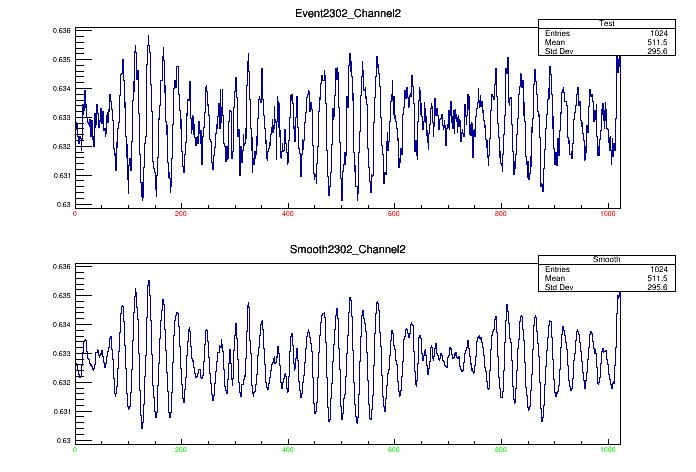 Event2302_Channel2
Test
Entries 1024
Mean 511.5
Std Dev 295.6
0.636
0.635
0.634
0.633
0.632
0.631
0.63
0 200 400 600 800 1000
Smooth2302_Channel2
Smooth
Entries 1024
Mean 511.5
Std Dev 295.6
0.636
0.635
0.634
0.633
0.632
0.631
0.63
0 200 400 600 800 1000